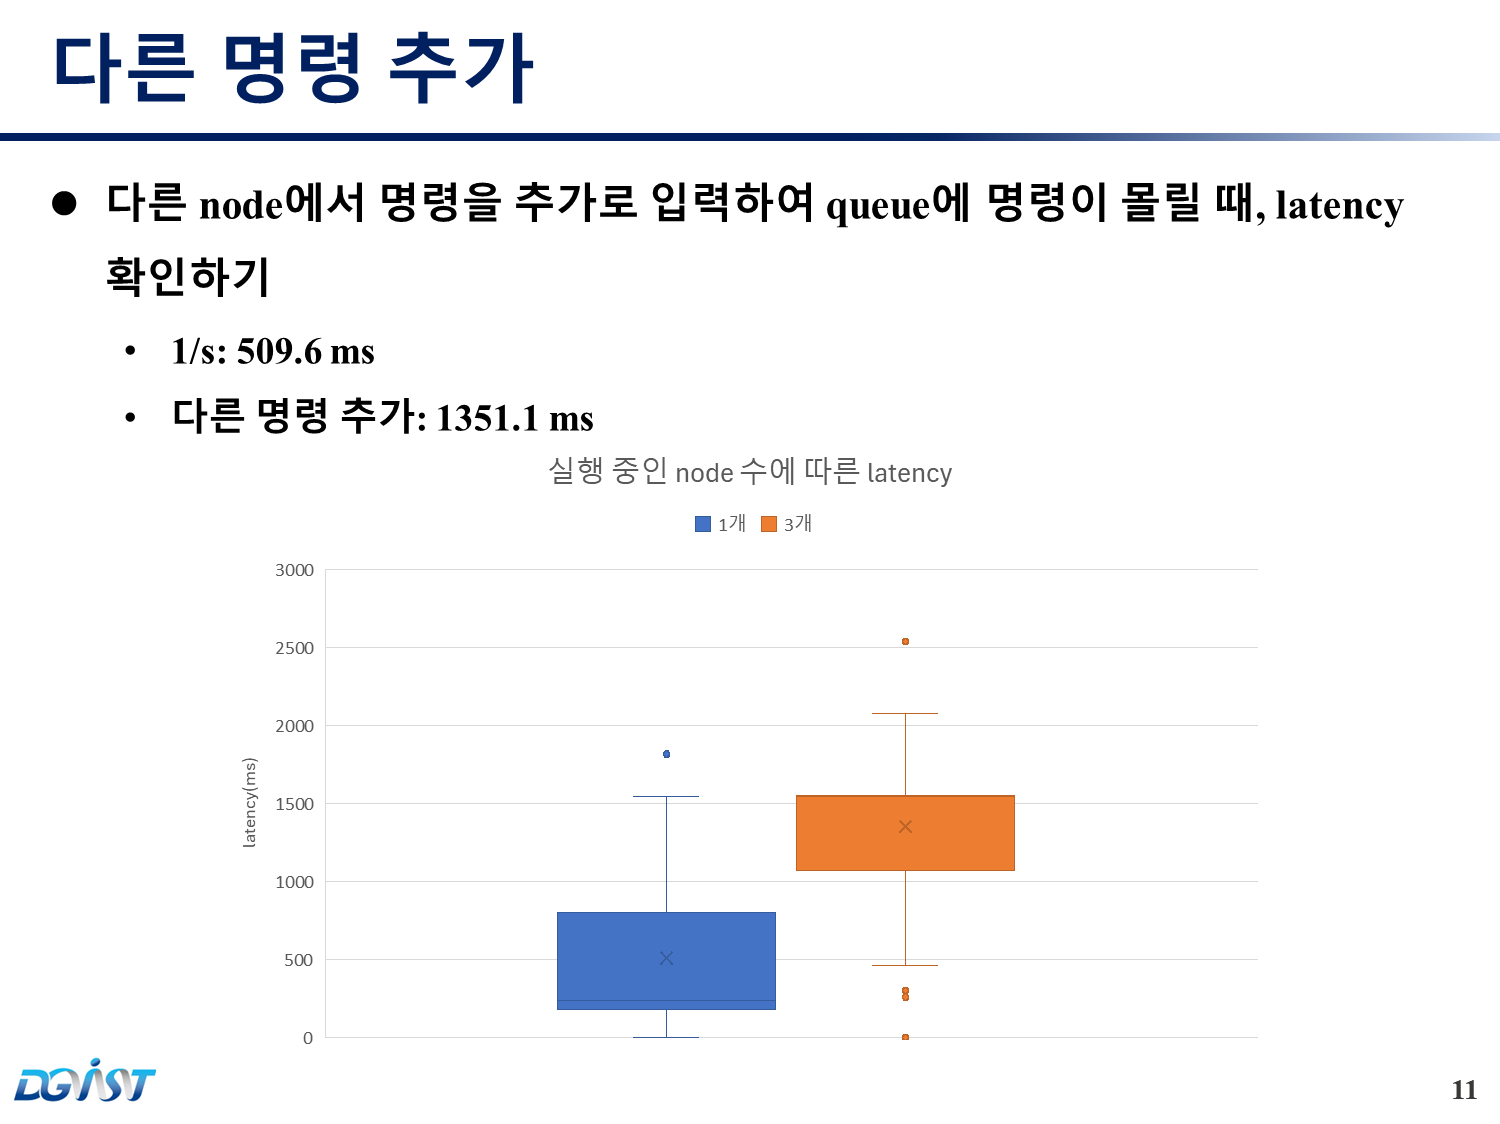 다른 명령 추가
● 다른 node에서 명령을 추가로 입력하여 queue에 명령이 몰릴 때, latency
확인하기
• 1/s: 509.6 ms
• 다른 명령 추가: 1351.1 ms
실행 중인 node 수에 따른 latency
1개 3개
3000
2500
2000
1500
1000
500
0
latency(ms)
DGIST
11